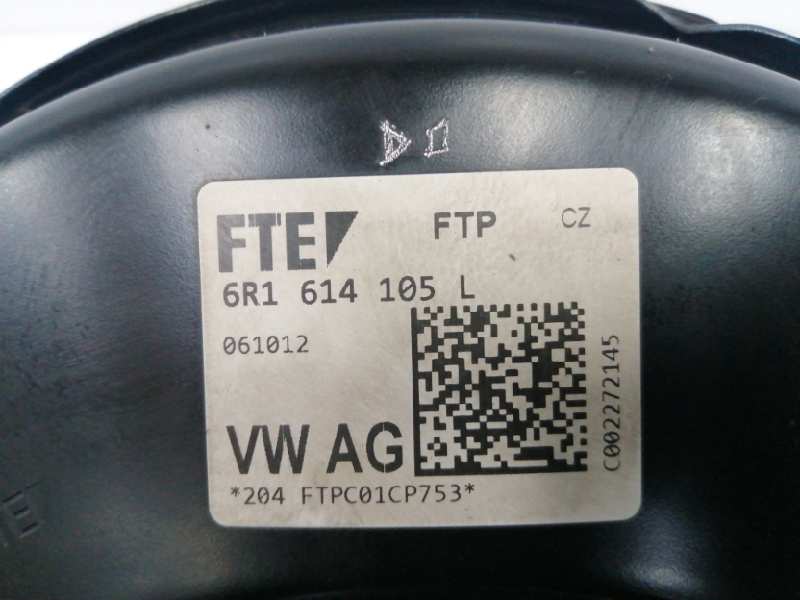 FTE FTP CZ
6R1 614 105 L
061012
C002272145
VW AG
*204 FTPC01CP753*